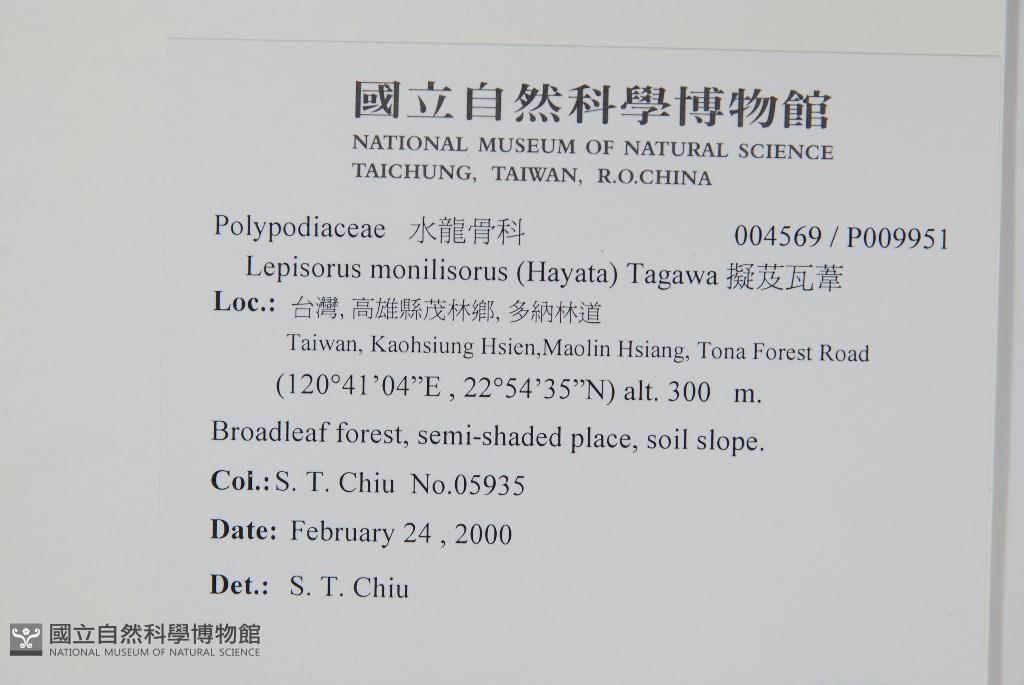 國立自然科學博物館
NATIONAL MUSEUM OF NATURAL SCIENCE
TAICHUNG, TAIWAN, R.O.CHINA
Polypodiaceae 水龍骨科 004569 / P009951
Lepisorus monilisorus (Hayata) Tagawa 擬芨瓦葦
Loc.: 台灣, 高雄縣茂林鄉, 多納林道
Taiwan, Kaohsiung Hsien,Maolin Hsiang, Tona Forest Road
(120°41’04”E , 22°54’35”N) alt. 300 m.
Broadleaf forest, semi-shaded place, soil slope.
Col.: S. T. Chiu No.05935
Date: February 24 , 2000
Det.: S. T. Chiu
國立自然科學博物館
NATIONAL MUSEUM OF NATURAL SCIENCE